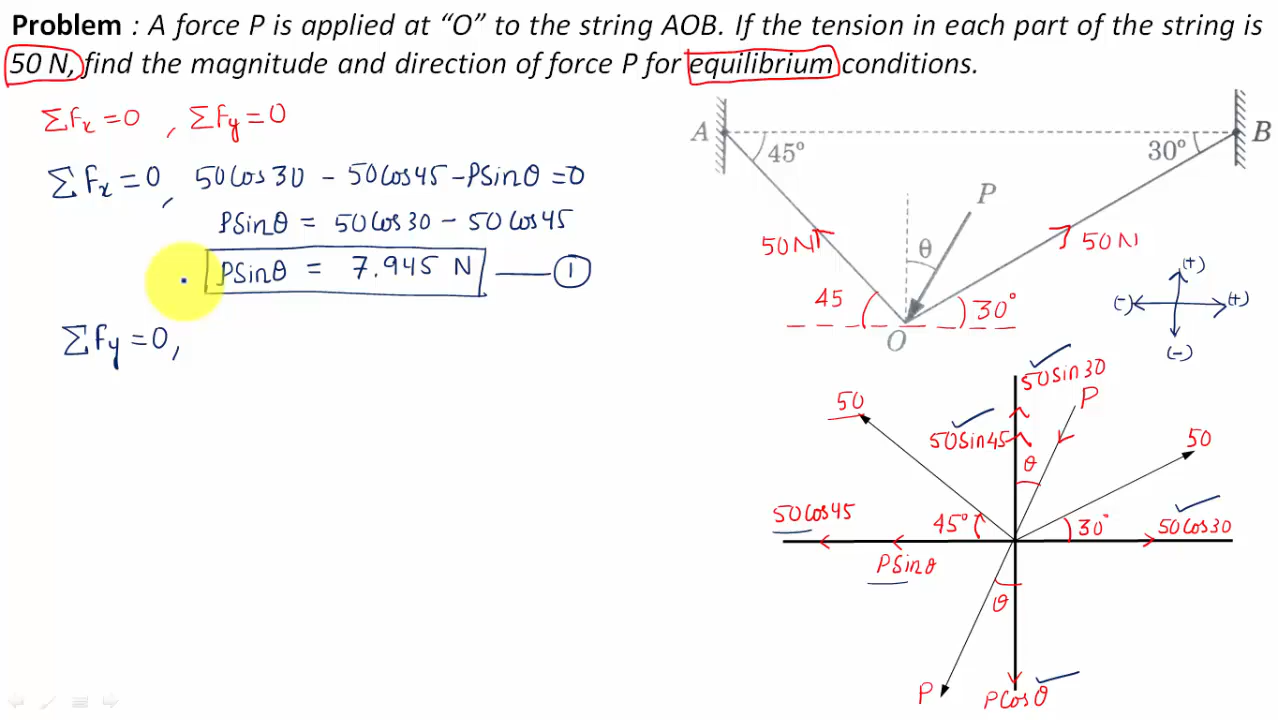 Problem : A force P is applied at “O” to the string AOB. If the tension in each part of the string is
50 N, find the magnitude and direction of force P for equilibrium conditions.
ΣFx = 0 , ΣFy = 0
ΣFx = 0, 50Cos30 - 50Cos45 - PSinθ = 0
PSinθ = 50Cos30 - 50Cos45
PSinθ = 7.945 N — 1
ΣFy = 0,
A
B
45°
30°
P
50N
50N
θ
45
30°
O
(+)
(-)
(+)
(-)
50Sin30
50
P
50Sin45
50
θ
50Cos45
45°
30°
50Cos30
PSinθ
θ
P
PCosθ